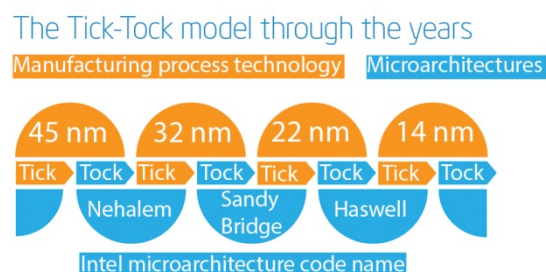 The Tick-Tock model through the years
Manufacturing process technology Microarchitectures
45 nm 32 nm 22 nm 14 nm
Tick Tock Tick Tock Tick Tock Tick Tock
Nehalem Sandy Bridge Haswell
Intel microarchitecture code name